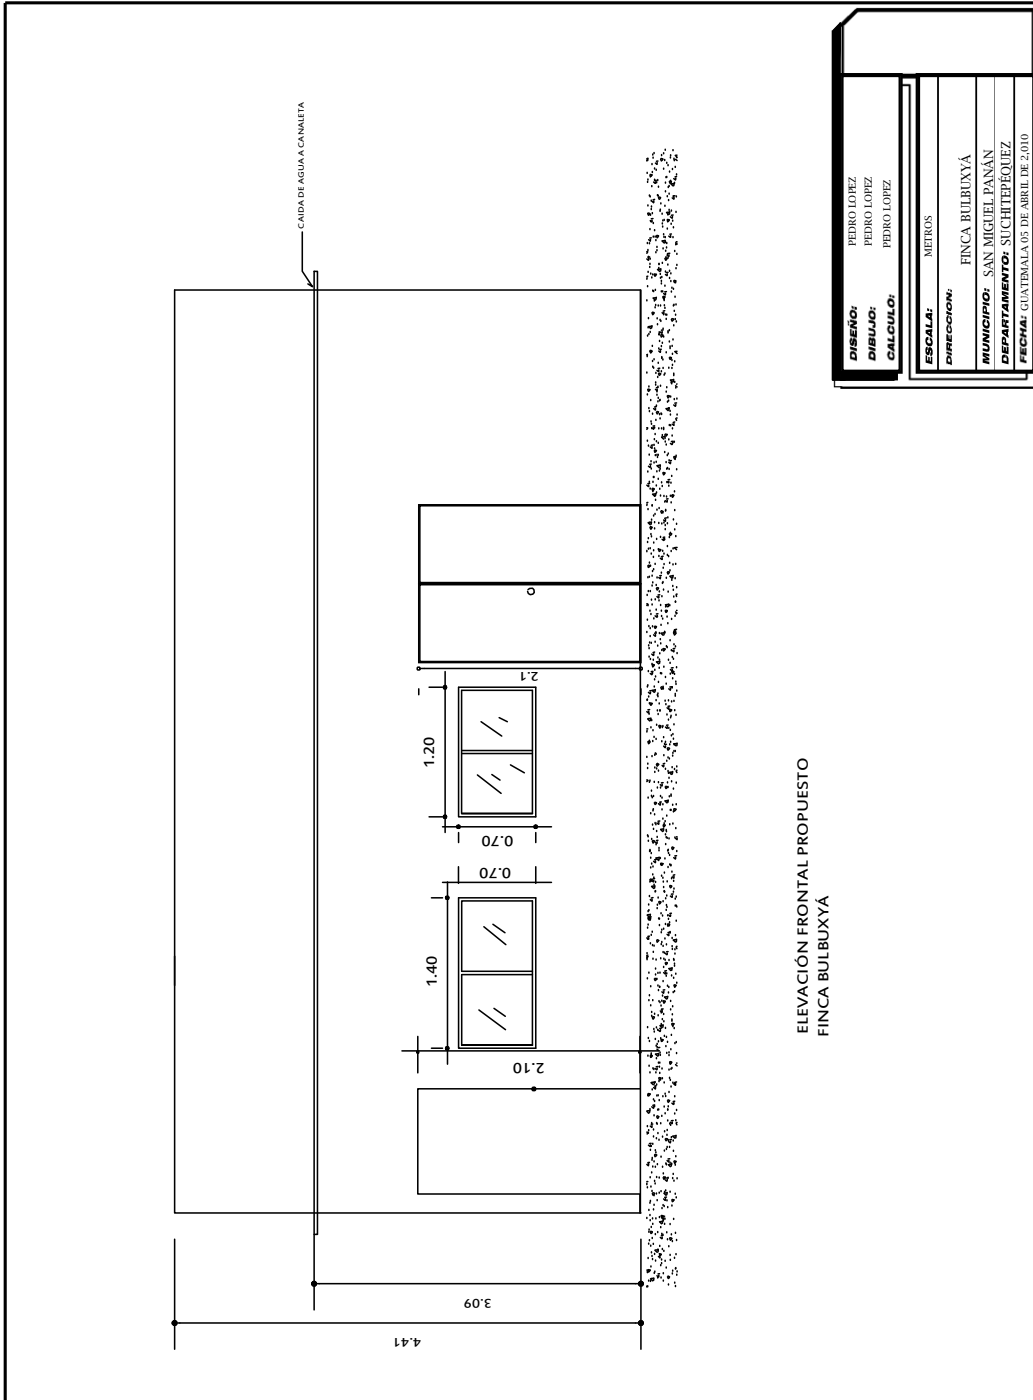 CAIDA DE AGUA A CANALETA
2.1
1.20
0.70
0.70
1.40
2.10
3.09
4.41
ELEVACIÓN FRONTAL PROPUESTO
FINCA BULBUXYÁ
DISEÑO: PEDRO LOPEZ
DIBUJO: PEDRO LOPEZ
CALCULO: PEDRO LOPEZ
ESCALA: METROS
DIRECCION:
FINCA BULBUXYÁ
MUNICIPIO: SAN MIGUEL PANÁN
DEPARTAMENTO: SUCHITEPÉQUEZ
FECHA: GUATEMALA 05 DE ABRIL DE 2,010